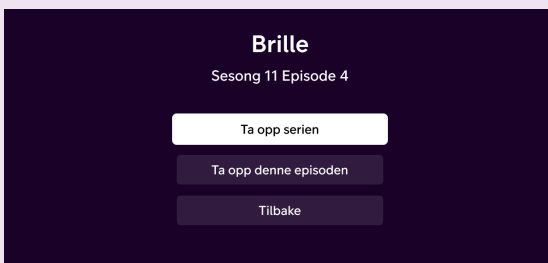 Brille
Sesong 11 Episode 4
Ta opp serien
Ta opp denne episoden
Tilbake